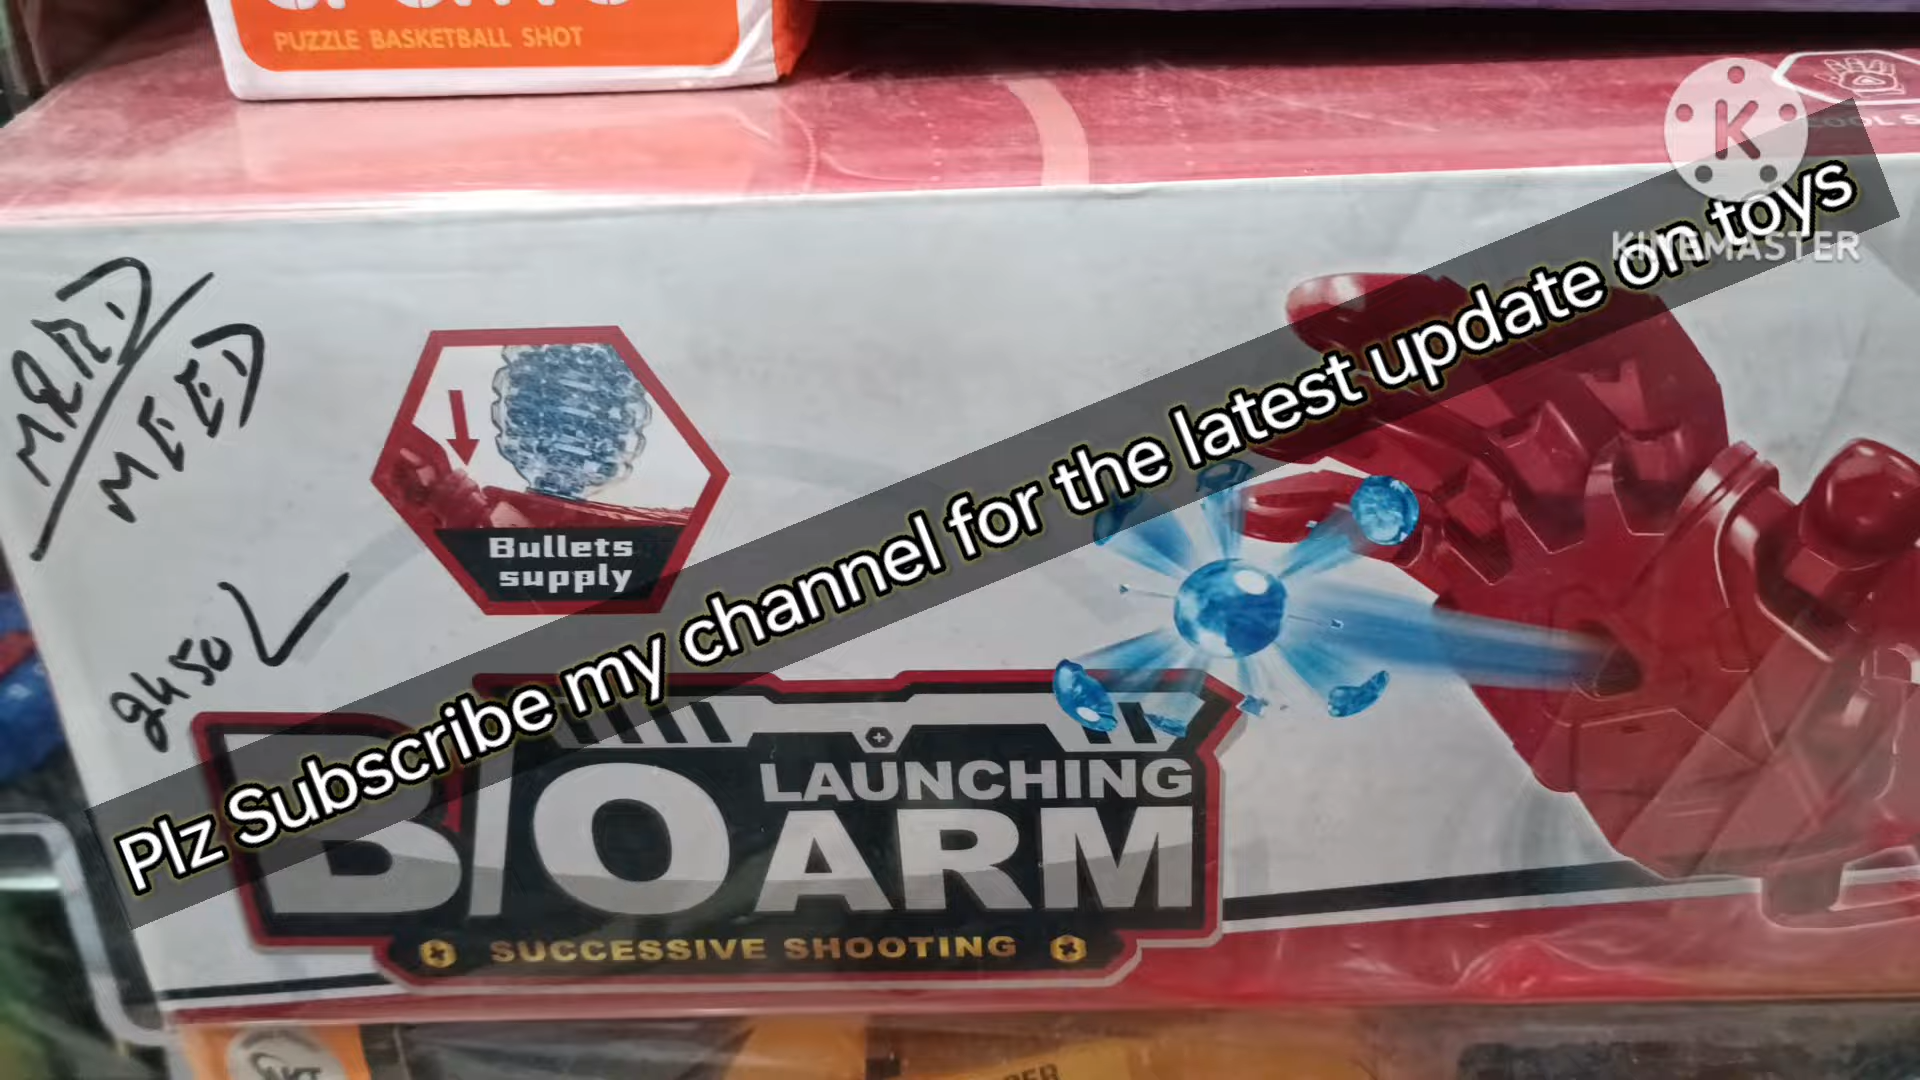 PUZZLE BASKETBALL SHOT
KINEMASTER
Plz Subscribe my channel for the latest update on toys
MEED
2450
Bullets
supply
B/O LAUNCHING
ARM
SUCCESSIVE SHOOTING